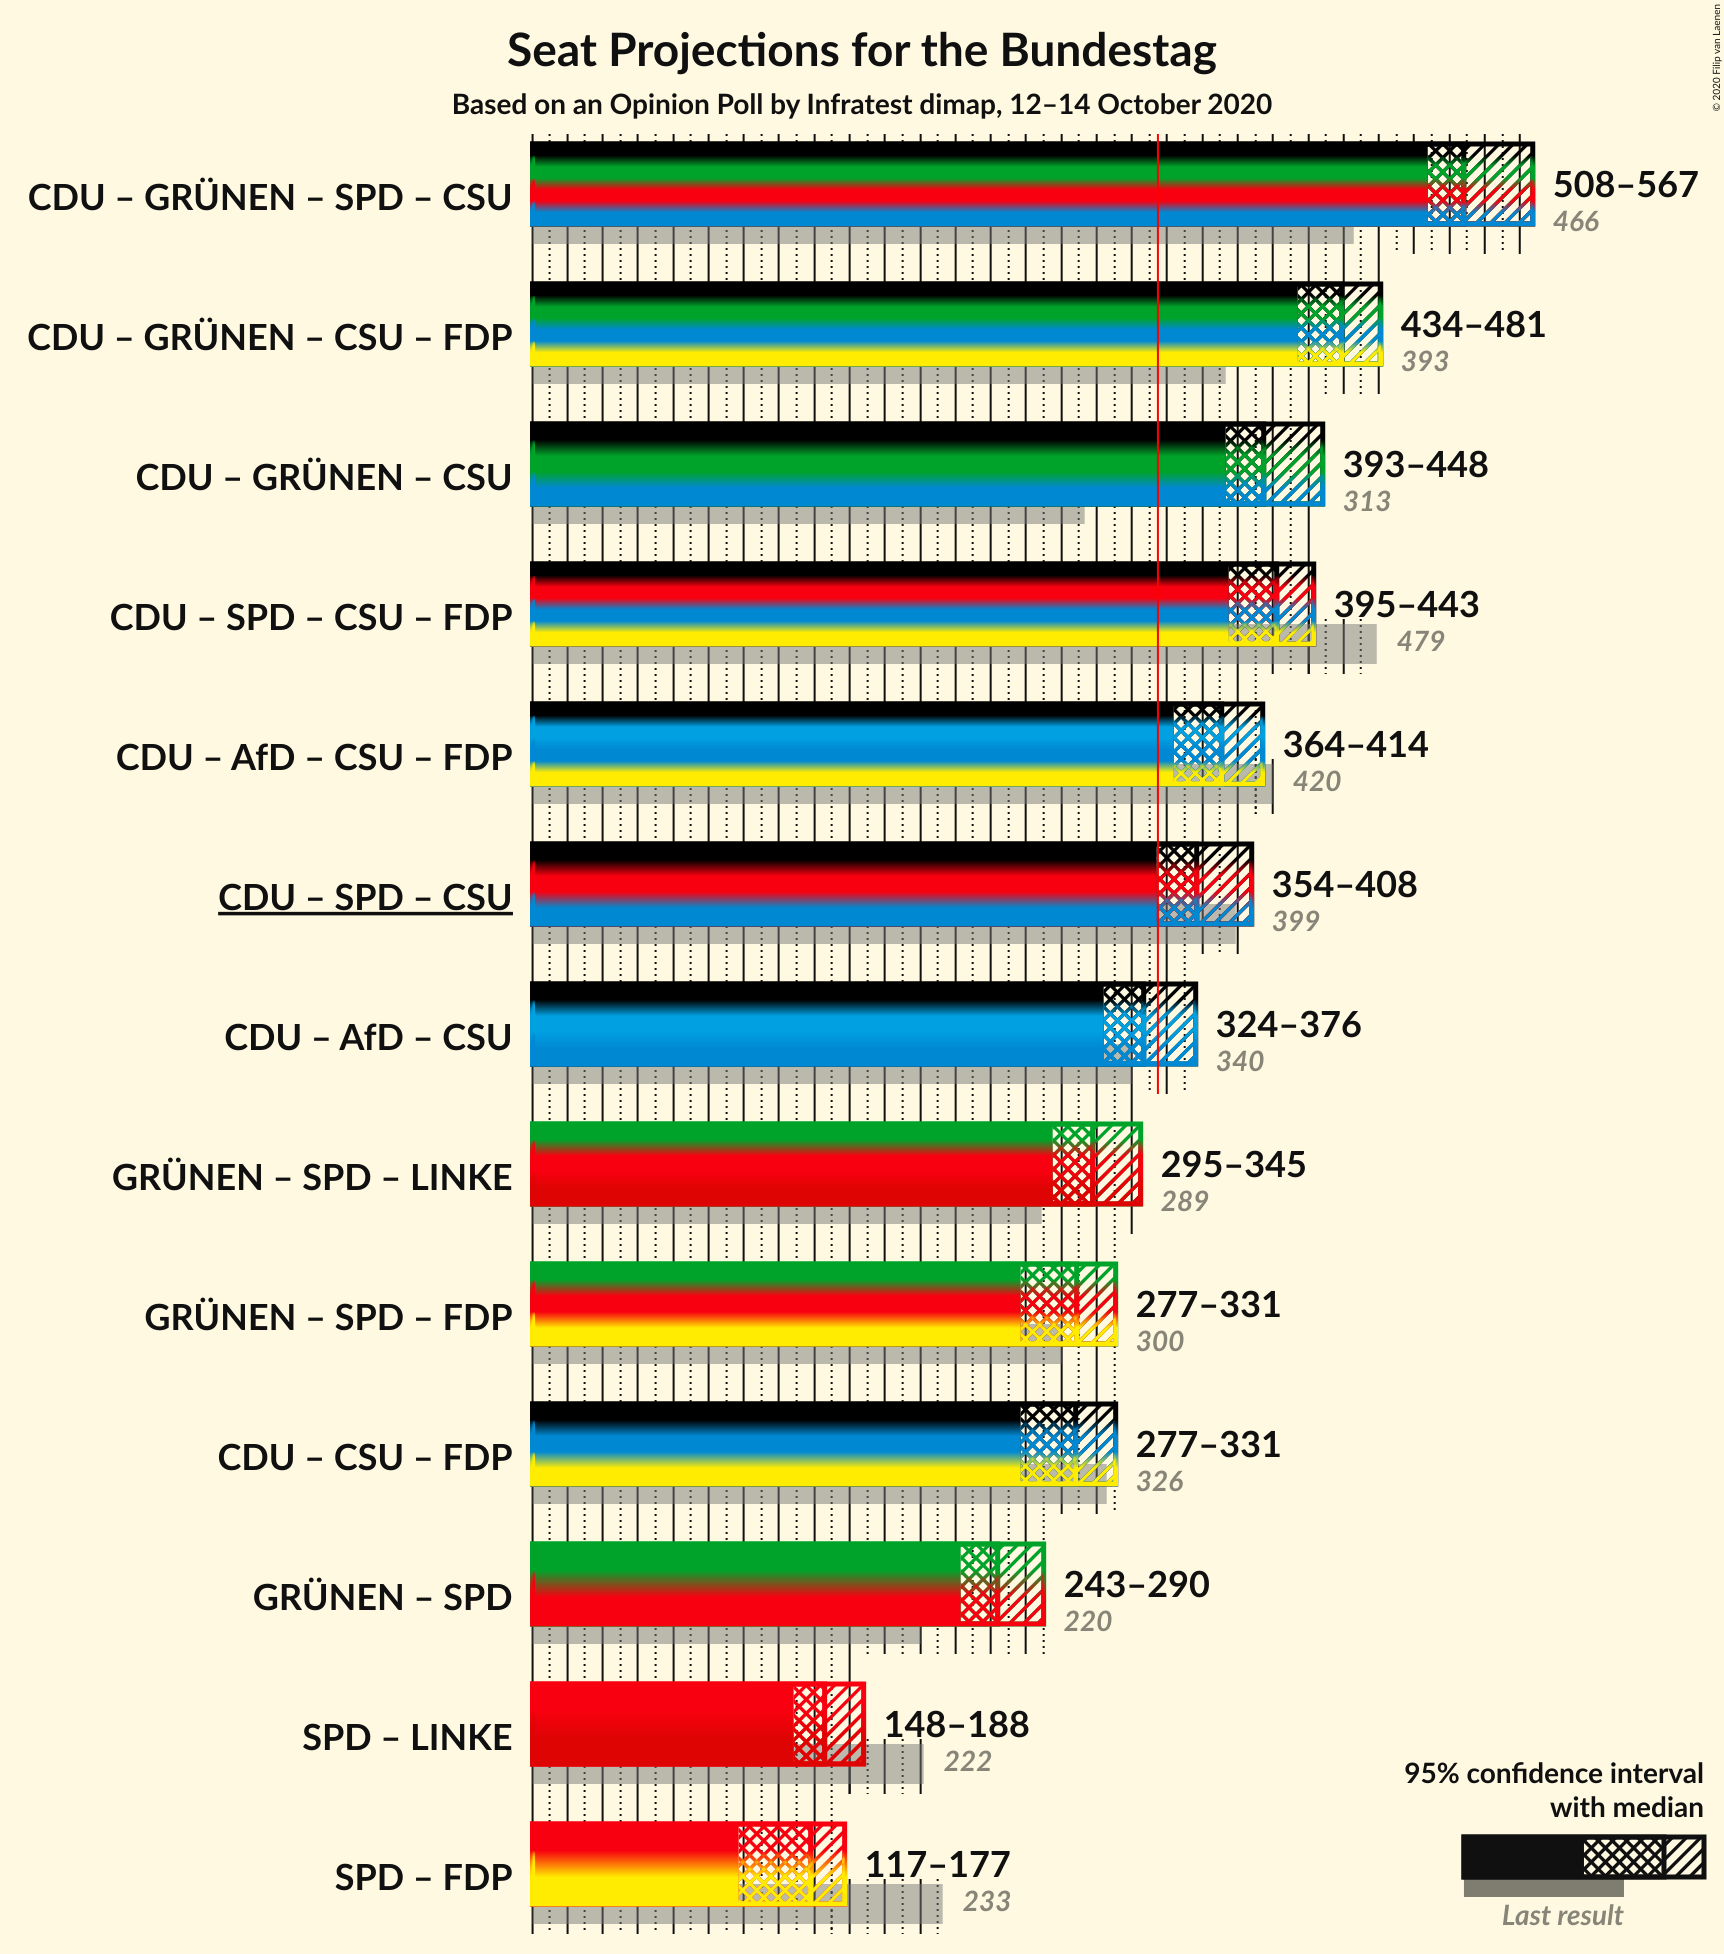 Seat Projections for the Bundestag
Based on an Opinion Poll by Infratest dimap, 12–14 October 2020
© 2020 Filip van Laenen
CDU – GRÜNEN – SPD – CSU
508–567
466
CDU – GRÜNEN – CSU – FDP
434–481
393
CDU – GRÜNEN – CSU
393–448
313
CDU – SPD – CSU – FDP
395–443
479
CDU – AfD – CSU – FDP
364–414
420
CDU – SPD – CSU
354–408
399
CDU – AfD – CSU
324–376
340
GRÜNEN – SPD – LINKE
295–345
289
GRÜNEN – SPD – FDP
277–331
300
CDU – CSU – FDP
277–331
326
GRÜNEN – SPD
243–290
220
SPD – LINKE
148–188
222
SPD – FDP
117–177
233
95% confidence interval
with median
Last result